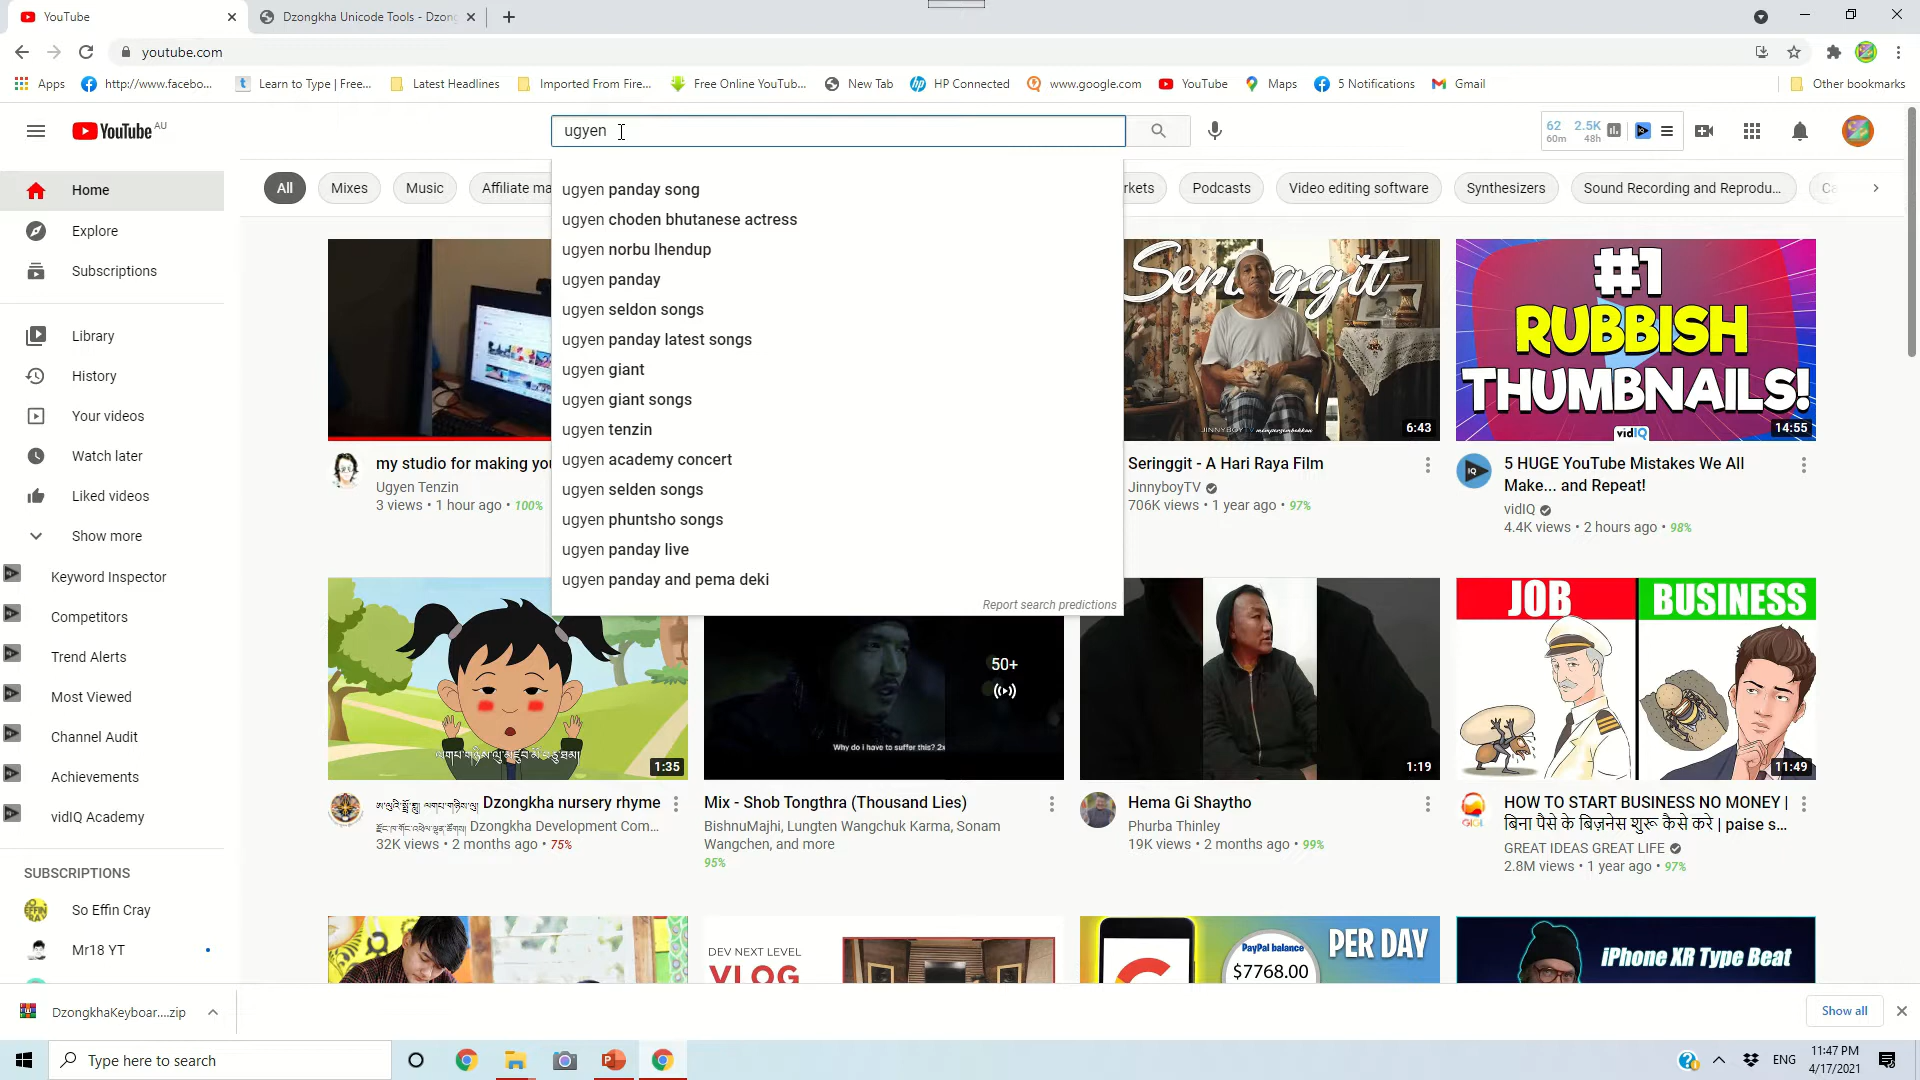 YouTube
Dzongkha Unicode Tools - Dzong
youtube.com
Apps
http://www.facebo...
Learn to Type | Free...
Latest Headlines
Imported From Fire...
Free Online YouTub...
New Tab
HP Connected
www.google.com
YouTube
Maps
5 Notifications
Gmail
Other bookmarks
YouTube AU
ugyen
62 60m
2.5K 48h
Home
Explore
Subscriptions
Library
History
Your videos
Watch later
Liked videos
Show more
Keyword Inspector
Competitors
Trend Alerts
Most Viewed
Channel Audit
Achievements
vidIQ Academy
SUBSCRIPTIONS
So Effin Cray
Mr18 YT
All
Mixes
Music
Affiliate ma
rkets
Podcasts
Video editing software
Synthesizers
Sound Recording and Reprodu...
Ca
ugyen panday song
ugyen choden bhutanese actress
ugyen norbu lhendup
ugyen panday
ugyen seldon songs
ugyen panday latest songs
ugyen giant
ugyen giant songs
ugyen tenzin
ugyen academy concert
ugyen selden songs
ugyen phuntsho songs
ugyen panday live
ugyen panday and pema deki
Report search predictions
my studio for making you
Ugyen Tenzin
3 views • 1 hour ago • 100%
Seringgit
JINNYBOYTV
6:43
Seringgit - A Hari Raya Film
JinnyboyTV
706K views • 1 year ago • 97%
#1
RUBBISH
THUMBNAILS!
vidIQ
14:55
5 HUGE YouTube Mistakes We All
Make... and Repeat!
vidIQ
4.4K views • 2 hours ago • 98%
1:35
Dzongkha nursery rhyme
Dzongkha Development Com...
32K views • 2 months ago • 75%
50+
Why do i have to suffer this? 2x
Mix - Shob Tongthra (Thousand Lies)
BishnuMajhi, Lungten Wangchuk Karma, Sonam
Wangchen, and more
95%
1:19
Hema Gi Shaytho
Phurba Thinley
19K views • 2 months ago • 99%
JOB
BUSINESS
11:49
GIGL
HOW TO START BUSINESS NO MONEY |
बिना पैसे के बिज़नेस शुरू कैसे करे | paise s...
GREAT IDEAS GREAT LIFE
2.8M views • 1 year ago • 97%
DEV NEXT LEVEL
VLOG
PayPal balance
$7768.00
PER DAY
iPhone XR Type Beat
DzongkhaKeyboar....zip
Show all
Type here to search
ENG
11:47 PM
4/17/2021